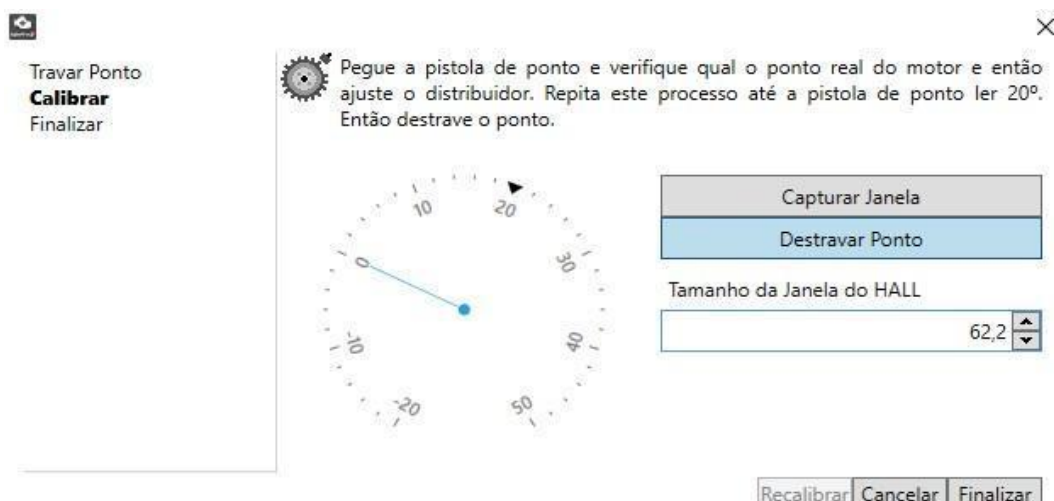 Travar Ponto
Calibrar
Finalizar
Pegue a pistola de ponto e verifique qual o ponto real do motor e então
ajuste o distribuidor. Repita este processo até a pistola de ponto ler 20º.
Então destrave o ponto.
-20
-10
0
10
20
30
40
50
Capturar Janela
Destravar Ponto
Tamanho da Janela do HALL
62,2
Recalibrar Cancelar Finalizar